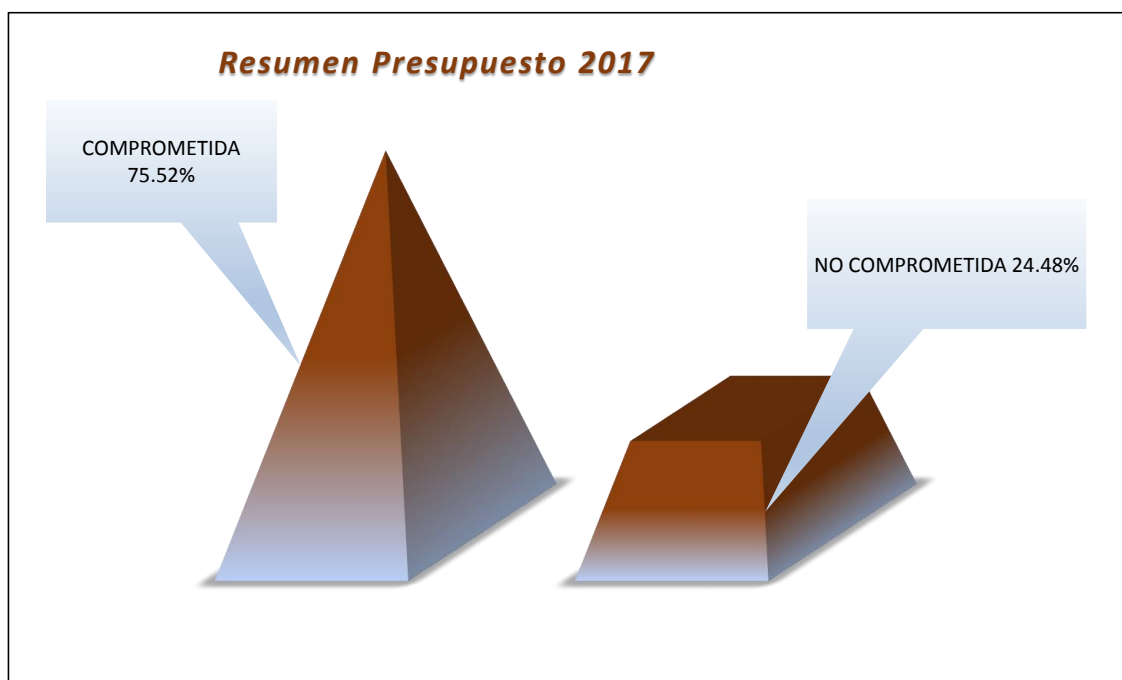 Resumen Presupuesto 2017
COMPROMETIDA
75.52%
NO COMPROMETIDA 24.48%